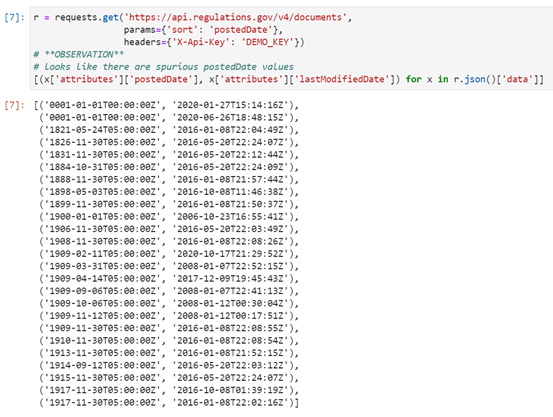 [7]: r = requests.get('https://api.regulations.gov/v4/documents',
params={'sort': 'postedDate'},
headers={'X-Api-Key': 'DEMO_KEY'})
# **OBSERVATION**
# looks like there are spurious postedDate values
[(x['attributes']['postedDate'], x['attributes']['lastModifiedDate']) for x in r.json()['data']]
[7]: [('0001-01-01T00:00:00Z', '2020-01-27T15:14:16Z'),
('0001-01-01T00:00:00Z', '2020-06-26T18:48:15Z'),
('1821-05-24T05:00:00Z', '2016-01-08T22:04:49Z'),
('1826-11-30T05:00:00Z', '2016-05-20T22:24:07Z'),
('1831-11-30T05:00:00Z', '2016-05-20T22:12:44Z'),
('1884-10-31T05:00:00Z', '2016-05-20T22:24:09Z'),
('1888-11-30T05:00:00Z', '2016-01-08T21:57:44Z'),
('1898-05-03T05:00:00Z', '2016-10-08T11:46:38Z'),
('1899-11-30T05:00:00Z', '2016-01-08T21:50:37Z'),
('1900-01-01T05:00:00Z', '2006-10-23T16:55:41Z'),
('1906-11-30T05:00:00Z', '2016-05-20T22:03:49Z'),
('1908-11-30T05:00:00Z', '2016-01-08T22:08:26Z'),
('1909-02-11T05:00:00Z', '2020-10-17T21:29:52Z'),
('1909-03-31T05:00:00Z', '2008-01-07T22:52:15Z'),
('1909-04-14T05:00:00Z', '2017-12-09T19:45:43Z'),
('1909-09-06T05:00:00Z', '2008-01-07T22:41:13Z'),
('1909-10-06T05:00:00Z', '2008-01-12T00:30:04Z'),
('1909-11-12T05:00:00Z', '2008-01-12T00:17:51Z'),
('1909-11-30T05:00:00Z', '2016-01-08T22:08:55Z'),
('1910-11-30T05:00:00Z', '2016-01-08T22:08:54Z'),
('1913-11-30T05:00:00Z', '2016-01-08T21:52:15Z'),
('1914-09-12T05:00:00Z', '2016-05-20T22:03:12Z'),
('1915-11-30T05:00:00Z', '2016-05-20T22:24:07Z'),
('1917-11-30T05:00:00Z', '2016-10-08T01:39:19Z'),
('1917-11-30T05:00:00Z', '2016-01-08T22:02:16Z')]